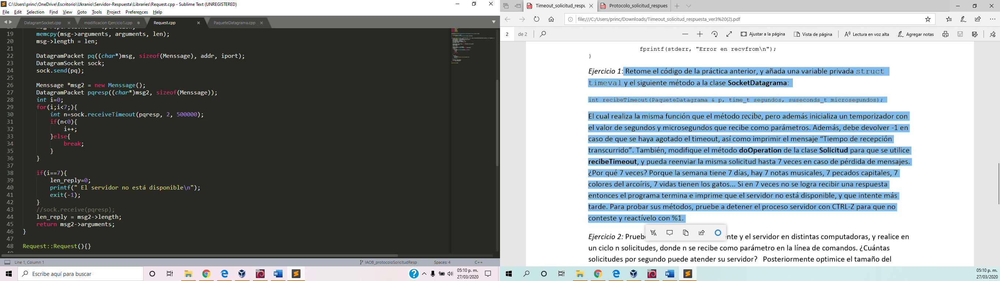 C:\Users\princ\OneDrive\Escritorio\Ukranio\Servidor-Respuesta\Libraries\Request.cpp - Sublime Text (UNREGISTERED)
File Edit Selection Find View Goto Tools Project Preferences Help
DatagramSocket.cpp × modificacion Ejercicio1.cpp Request.cpp × PaqueteDatagrama.cpp ×
19 memcpy(msg->arguments, arguments, len);
20 msg->length = len;
21
22 DatagramPacket pq((char*)msg, sizeof(Menssage), addr, iport);
23 DatagramSocket sock;
24 sock.send(pq);
25
26 Menssage *msg2 = new Menssage();
27 DatagramPacket pqresp((char*)msg2, sizeof(Menssage));
28 int i=0;
29 for(i;i<7;){
30 int n=sock.receiveTimeout(pqresp, 2, 500000);
31 if(n<0){
32 i++;
33 }else{
34 break;
35 }
36 }
37
38 if(i==7){
39 len_reply=0;
40 printf(" El servidor no está disponible\n");
41 exit(-1);
42 }
43 //sock.receive(pqresp);
44 len_reply = msg2->length;
45 return msg2->arguments;
46 }
47
48 Request::Request(){}
Line 1, Column 1 IAOB_protocoloSolicitudResp Spaces: 4 C++
Escribe aquí para buscar
05:10 p. m.
27/03/2020
Timeout_solicitud_respu × Protocolo_solicitud_respues
file:///C:/Users/princ/Downloads/Timeout_solicitud_respuesta_ver3%20(2).pdf
2 de 2 Ajustar a la página Vista de página Lectura en voz alta Agregar notas
fprintf(stderr, "Error en recvfrom\n");
}
Ejercicio 1: Retome el código de la práctica anterior, y añada una variable privada struct
timeval y el siguiente método a la clase SocketDatagrama:
int recibeTimeout(PaqueteDatagrama & p, time_t segundos, suseconds_t microsegundos);
El cual realiza la misma función que el método recibe, pero además inicializa un temporizador con
el valor de segundos y microsegundos que recibe como parámetros. Además, debe devolver -1 en
caso de que se haya agotado el timeout, así como imprimir el mensaje “Tiempo de recepción
transcurrido”. También, modifique el método doOperation de la clase Solicitud para que se utilice
recibeTimeout, y pueda reenviar la misma solicitud hasta 7 veces en caso de pérdida de mensajes.
¿Por qué 7 veces? Porque la semana tiene 7 días, hay 7 notas musicales, 7 pecados capitales, 7
colores del arcoíris, 7 vidas tienen los gatos... Si en 7 veces no se logra recibir una respuesta
entonces el programa termina e imprime que el servidor no está disponible, y que intente más
tarde. Para probar sus métodos, pruebe a detener el proceso servidor con CTRL-Z para que no
conteste y reactívelo con %1.
Ejercicio 2: Prueb nte y el servidor en distintas computadoras, y realice en
un ciclo n solicitudes, donde n se recibe como parámetro en la línea de comandos. ¿Cuántas
solicitudes por segundo puede atender su servidor? Posteriormente optimice el tamaño del
05:10 p. m.
27/03/2020